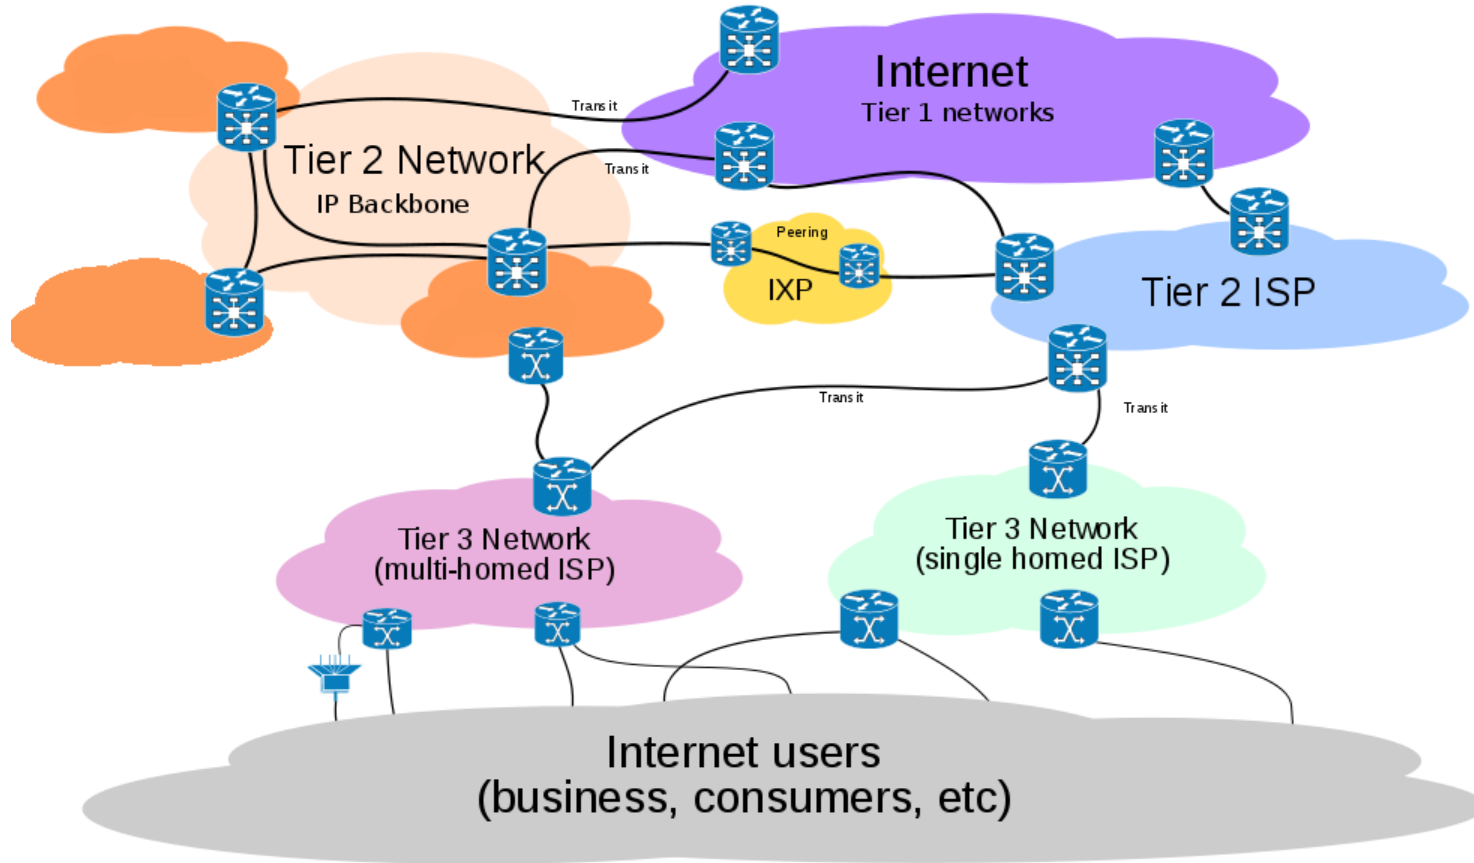 Internet
Tier 1 networks
Transit
Transit
Tier 2 Network
IP Backbone
Peering
IXP
Tier 2 ISP
Transit
Transit
Tier 3 Network
(multi-homed ISP)
Tier 3 Network
(single homed ISP)
Internet users
(business, consumers, etc)